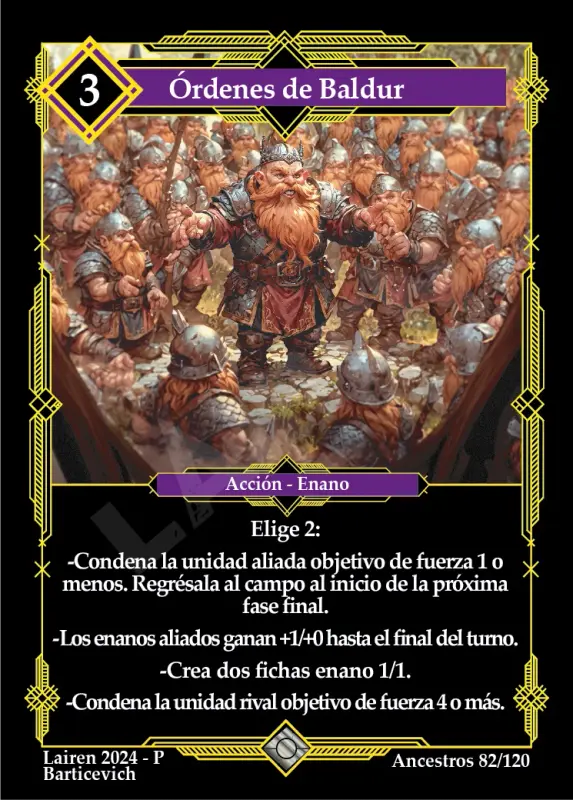 3
Órdenes de Baldur
Acción - Enano
Elige 2:
-Condena la unidad aliada objetivo de fuerza 1 o
menos. Regrésala al campo al inicio de la próxima
fase final.
-Los enanos aliados ganan +1/+0 hasta el final del turno.
-Crea dos fichas enano 1/1.
-Condena la unidad rival objetivo de fuerza 4 o más.
Lairen 2024 - P
Barticevich
Ancestros 82/120